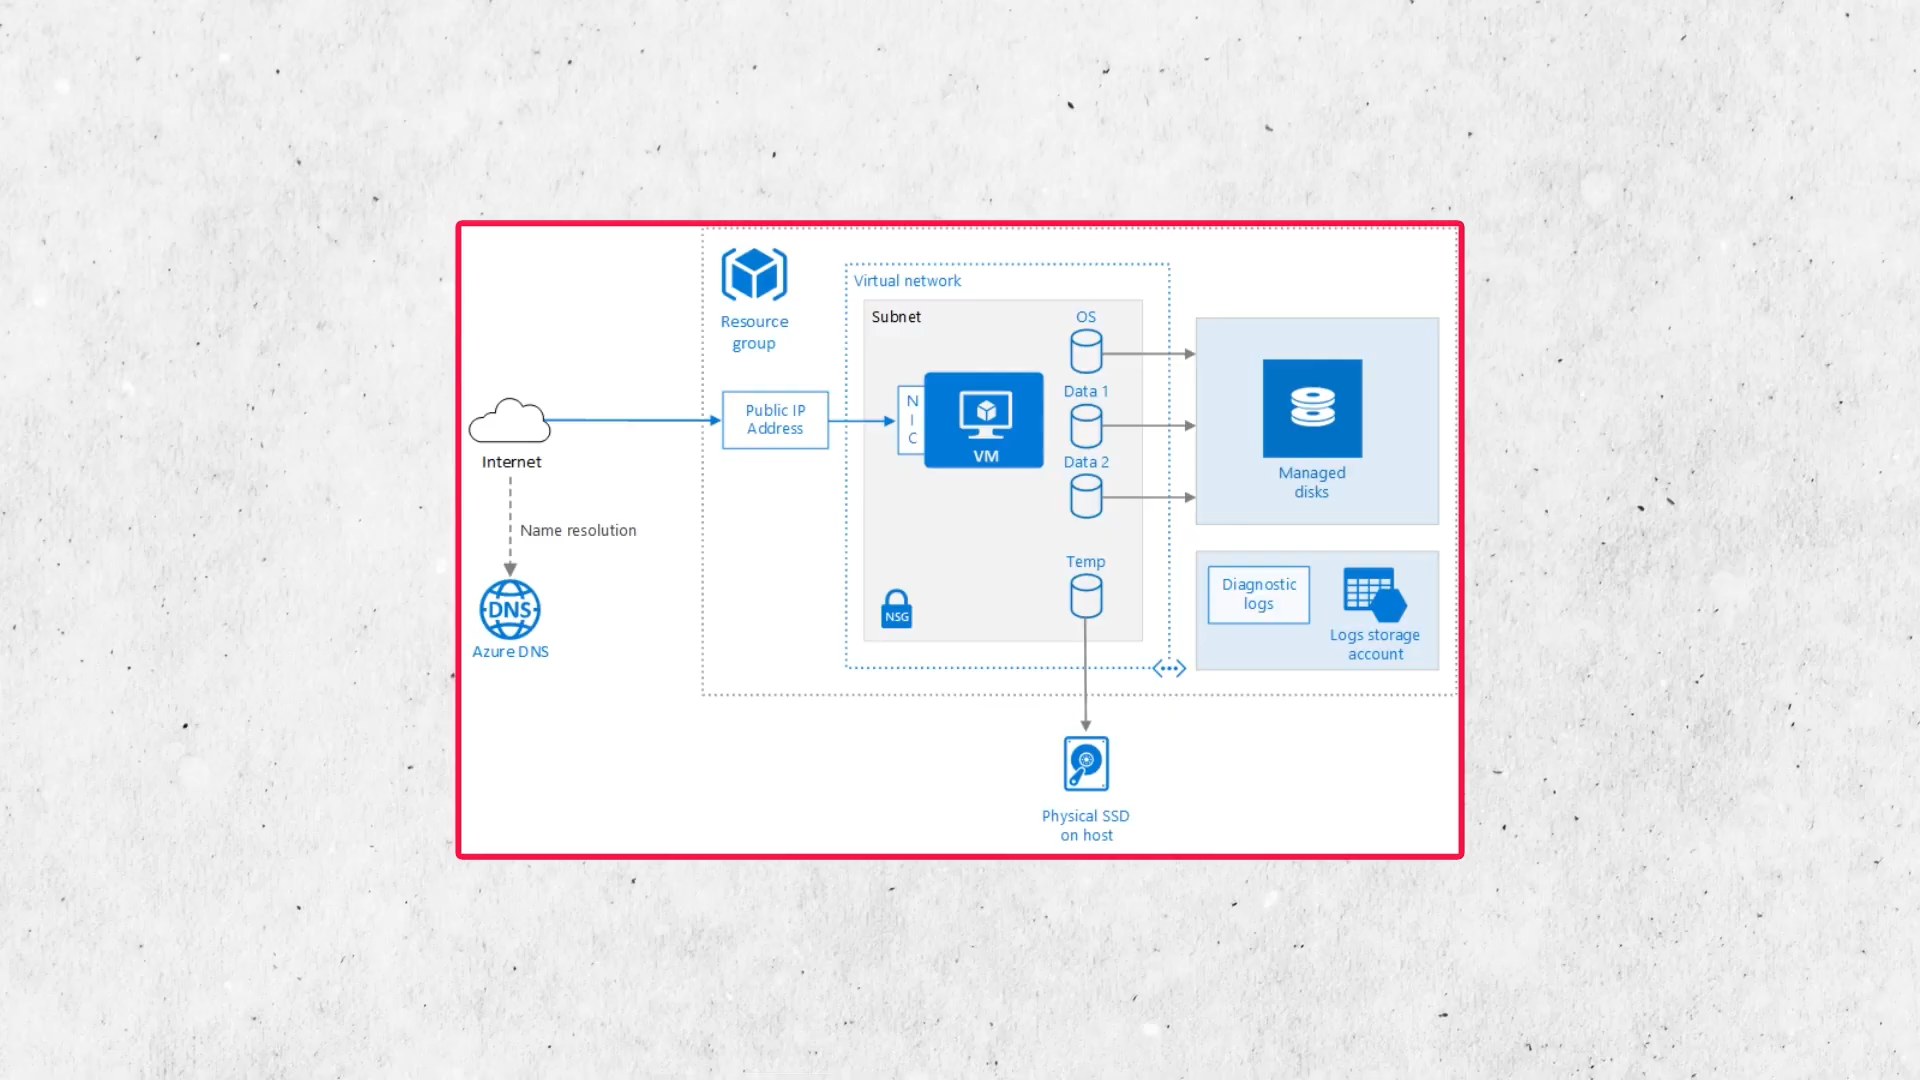 Resource
group
Virtual network
Subnet
OS
Data 1
Data 2
Temp
N
I
C
VM
NSG
Public IP
Address
Internet
Name resolution
DNS
Azure DNS
Managed
disks
Diagnostic
logs
Logs storage
account
Physical SSD
on host